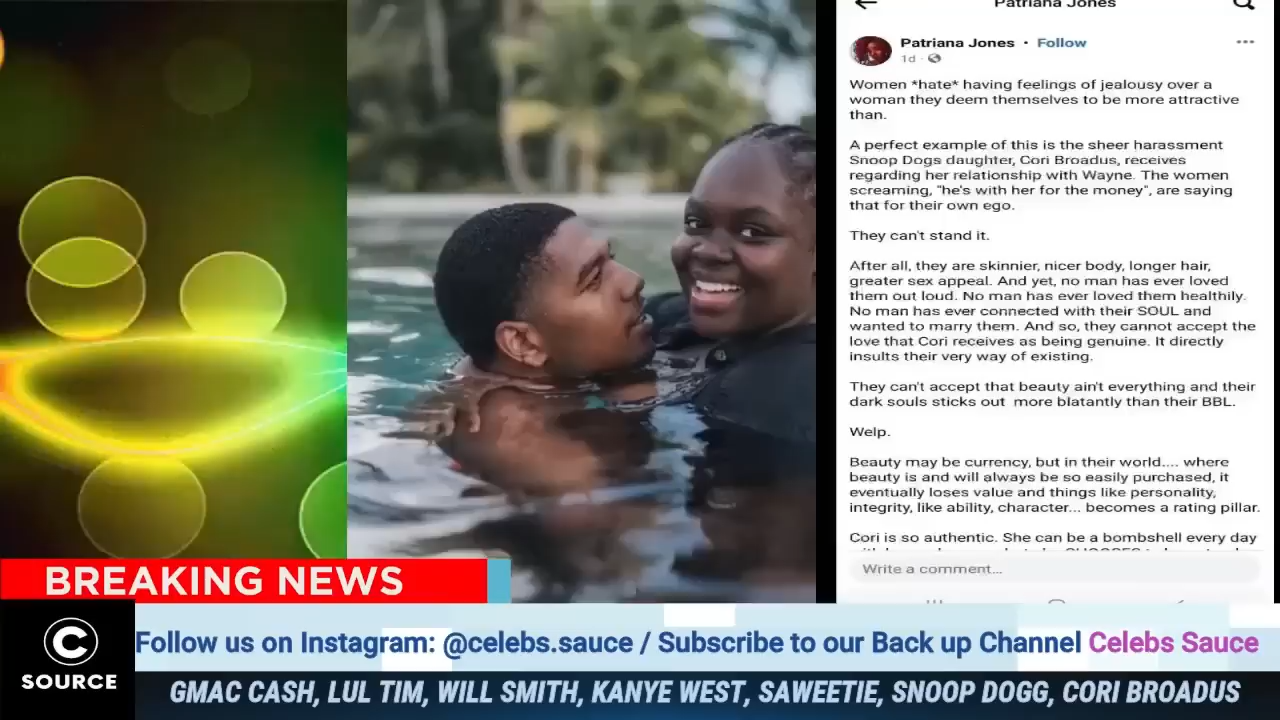 Patriana Jones
Patriana Jones · Follow
1d ·
Women *hate* having feelings of jealousy over a
woman they deem themselves to be more attractive
than.
A perfect example of this is the sheer harassment
Snoop Dogs daughter, Cori Broadus, receives
regarding her relationship with Wayne. The women
screaming, "he's with her for the money", are saying
that for their own ego.
They can't stand it.
After all, they are skinnier, nicer body, longer hair,
greater sex appeal. And yet, no man has ever loved
them out loud. No man has ever loved them healthily.
No man has ever connected with their SOUL and
wanted to marry them. And so, they cannot accept the
love that Cori receives as being genuine. It directly
insults their very way of existing.
They can't accept that beauty ain't everything and their
dark souls sticks out more blatantly than their BBL.
Welp.
Beauty may be currency, but in their world.... where
beauty is and will always be so easily purchased, it
eventually loses value and things like personality,
integrity, like ability, character... becomes a rating pillar.
Cori is so authentic. She can be a bombshell every day
Write a comment...
BREAKING NEWS
C
SOURCE
Follow us on Instagram: @celebs.sauce / Subscribe to our Back up Channel Celebs Sauce
GMAC CASH, LUL TIM, WILL SMITH, KANYE WEST, SAWEETIE, SNOOP DOGG, CORI BROADUS